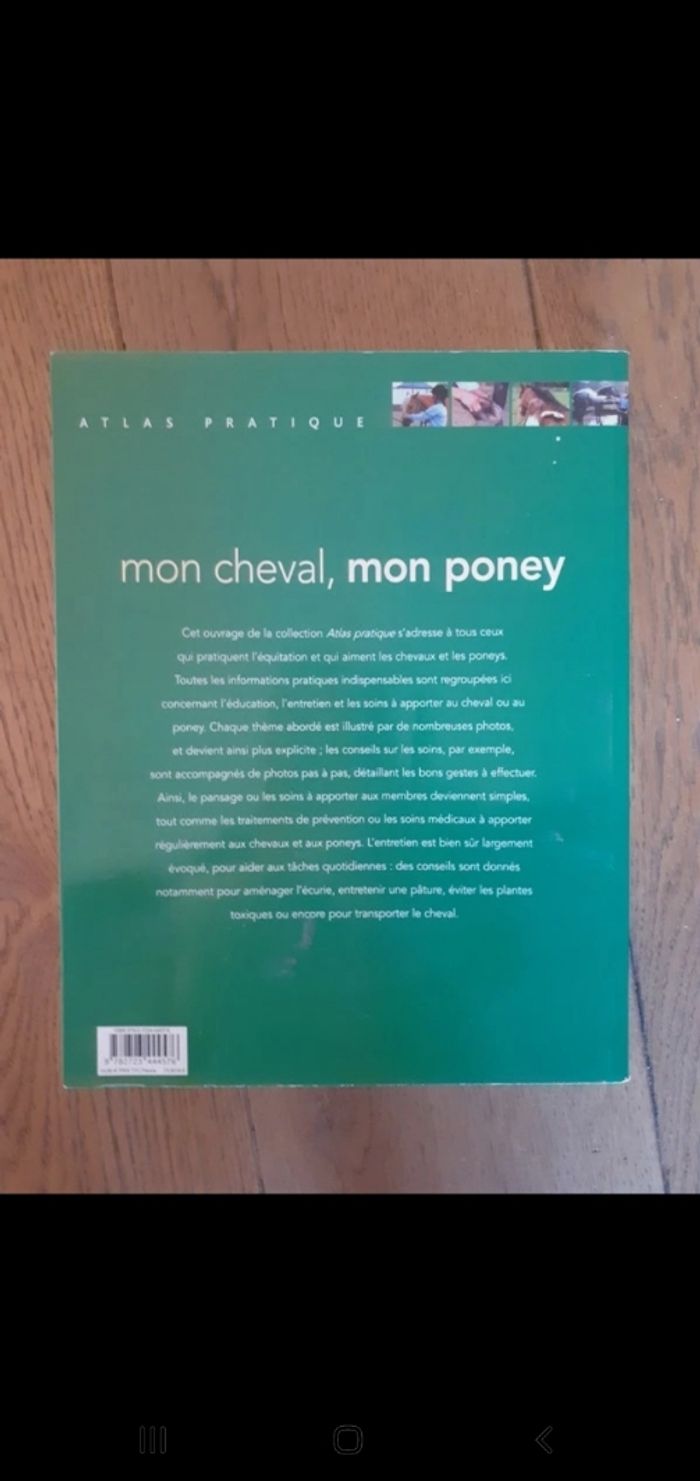 ATLAS PRATIQUE
mon cheval, mon poney
Cet ouvrage de la collection Atlas pratique s'adresse à tous ceux
qui pratiquent l'équitation et qui aiment les chevaux et les poneys.
Toutes les informations pratiques indispensables sont regroupées ici
concernant l'éducation, l'entretien et les soins à apporter au cheval ou au
poney. Chaque thème abordé est illustré par de nombreuses photos,
et devient ainsi plus explicite ; les conseils sur les soins, par exemple,
sont accompagnés de photos pas à pas, détaillant les bons gestes à effectuer.
Ainsi, le pansage ou les soins à apporter aux membres deviennent simples,
tout comme les traitements de prévention ou les soins médicaux à apporter
régulièrement aux chevaux et aux poneys. L'entretien est bien sûr largement
évoqué, pour aider aux tâches quotidiennes : des conseils sont donnés
notamment pour aménager l'écurie, entretenir une pâture, éviter les plantes
toxiques ou encore pour transporter le cheval.
9 782723 444576